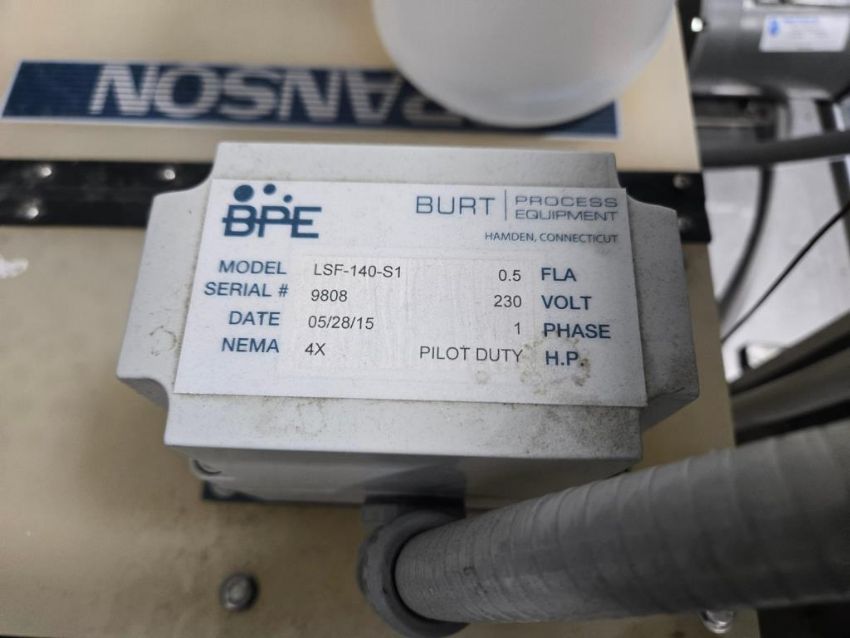 RANSON
BPE
BURT | PROCESS EQUIPMENT
HAMDEN, CONNECTICUT
MODEL LSF-140-S1 0.5 FLA
SERIAL # 9808 230 VOLT
DATE 05/28/15 1 PHASE
NEMA 4X PILOT DUTY H.P.